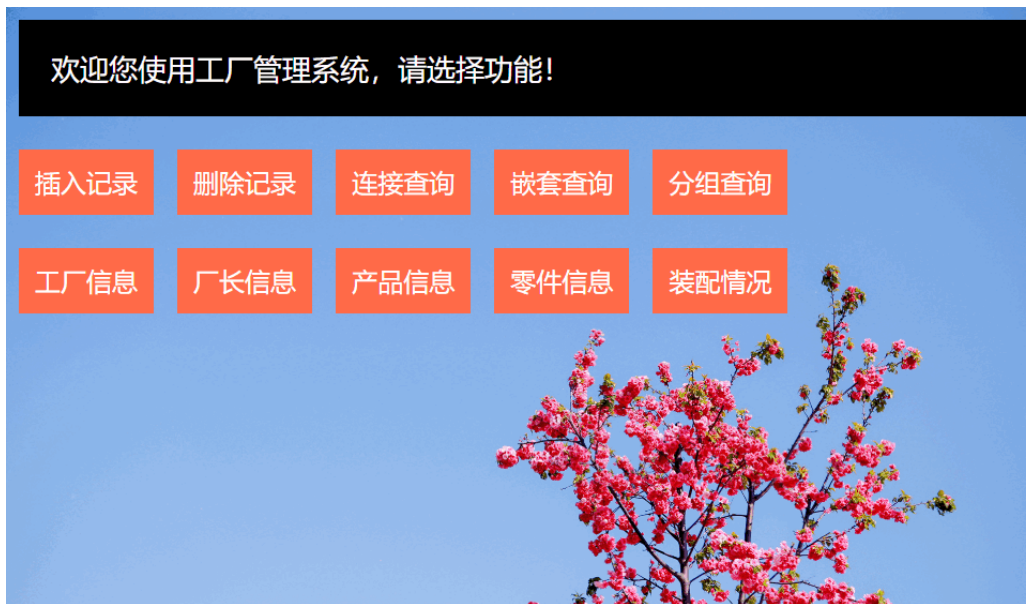 欢迎您使用工厂管理系统，请选择功能！
插入记录 删除记录 连接查询 嵌套查询 分组查询
工厂信息 厂长信息 产品信息 零件信息 装配情况